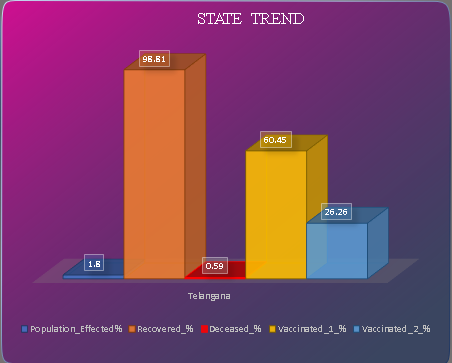 STATE TREND
98.81
60.45
26.26
1.8
0.59
Telangana
Population_Effected% Recovered_% Deceased_% Vaccinated_1_% Vaccinated_2_%